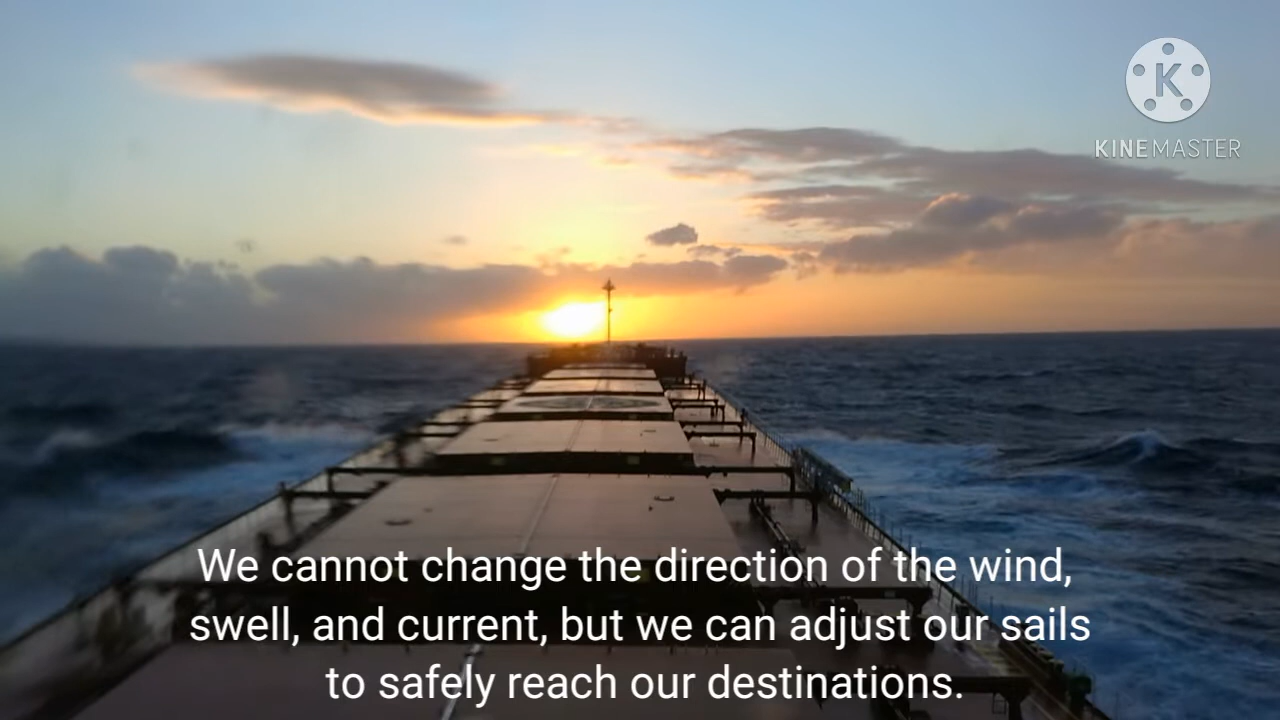 K
KINEMASTER
We cannot change the direction of the wind,
swell, and current, but we can adjust our sails
to safely reach our destinations.